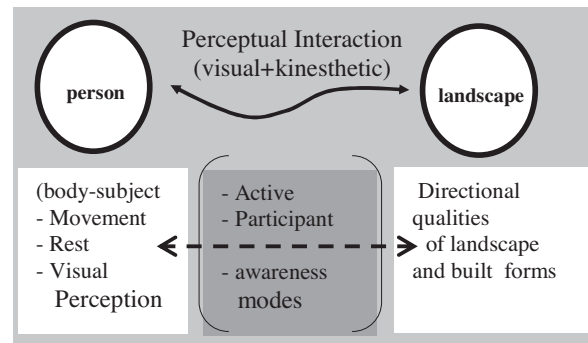 Perceptual Interaction
(visual+kinesthetic)
person
landscape
(body-subject
- Movement
- Rest
- Visual
Perception
- Active
- Participant
- awareness
modes
Directional
qualities
of landscape
and built forms